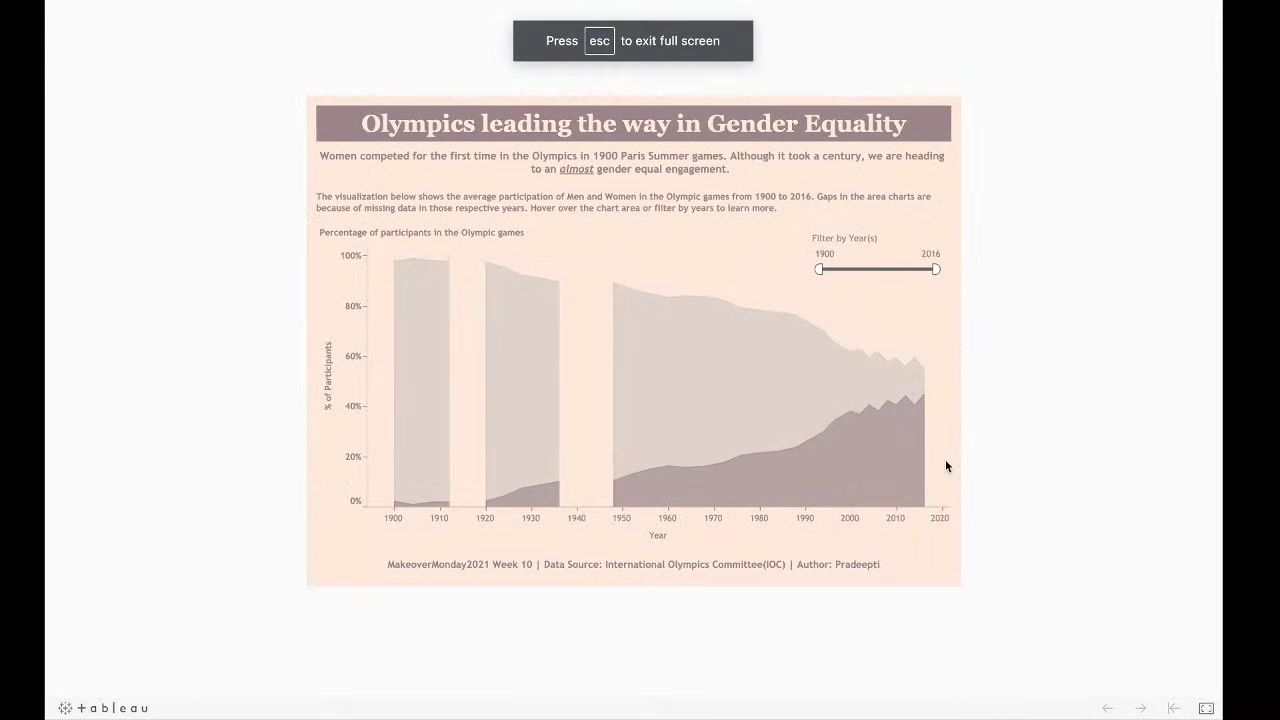 Press esc to exit full screen
Olympics leading the way in Gender Equality
Women competed for the first time in the Olympics in 1900 Paris Summer games. Although it took a century, we are heading
to an almost gender equal engagement.
The visualization below shows the average participation of Men and Women in the Olympic games from 1900 to 2016. Gaps in the area charts are
because of missing data in those respective years. Hover over the chart area or filter by years to learn more.
Percentage of participants in the Olympic games
Filter by Year(s)
1900 2016
100%
80%
60%
40%
20%
0%
% of Participants
1900 1910 1920 1930 1940 1950 1960 1970 1980 1990 2000 2010 2020
Year
MakeoverMonday2021 Week 10 | Data Source: International Olympics Committee(IOC) | Author: Pradeepti
+ableau